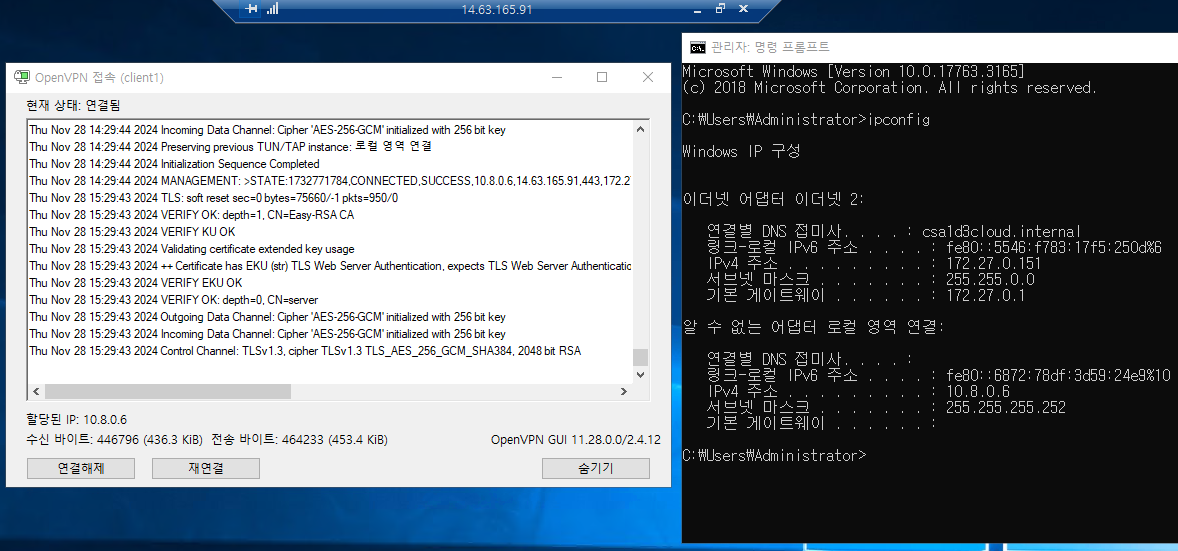 14.63.165.91
OpenVPN 접속 (client1)
현재 상태: 연결됨
Thu Nov 28 14:29:44 2024 Incoming Data Channel: Cipher 'AES-256-GCM' initialized with 256 bit key
Thu Nov 28 14:29:44 2024 Preserving previous TUN/TAP instance: 로컬 영역 연결
Thu Nov 28 14:29:44 2024 Initialization Sequence Completed
Thu Nov 28 14:29:44 2024 MANAGEMENT: >STATE:1732771784,CONNECTED,SUCCESS,10.8.0.6,14.63.165.91,443,172.27
Thu Nov 28 15:29:43 2024 TLS: soft reset sec=0 bytes=75660/-1 pkts=950/0
Thu Nov 28 15:29:43 2024 VERIFY OK: depth=1, CN=Easy-RSA CA
Thu Nov 28 15:29:43 2024 VERIFY KU OK
Thu Nov 28 15:29:43 2024 Validating certificate extended key usage
Thu Nov 28 15:29:43 2024 ++ Certificate has EKU (str) TLS Web Server Authentication, expects TLS Web Server Authenticatio
Thu Nov 28 15:29:43 2024 VERIFY EKU OK
Thu Nov 28 15:29:43 2024 VERIFY OK: depth=0, CN=server
Thu Nov 28 15:29:43 2024 Outgoing Data Channel: Cipher 'AES-256-GCM' initialized with 256 bit key
Thu Nov 28 15:29:43 2024 Incoming Data Channel: Cipher 'AES-256-GCM' initialized with 256 bit key
Thu Nov 28 15:29:43 2024 Control Channel: TLSv1.3, cipher TLSv1.3 TLS_AES_256_GCM_SHA384, 2048 bit RSA
할당된 IP: 10.8.0.6
수신 바이트: 446796 (436.3 KiB) 전송 바이트: 464233 (453.4 KiB)
OpenVPN GUI 11.28.0.0/2.4.12
연결해제
재연결
숨기기
관리자: 명령 프롬프트
Microsoft Windows [Version 10.0.17763.3165]
(c) 2018 Microsoft Corporation. All rights reserved.
C:₩Users₩Administrator>ipconfig
Windows IP 구성
이더넷 어댑터 이더넷 2:
연결별 DNS 접미사. . . . : csa1d3cloud.internal
링크-로컬 IPv6 주소 . . . . : fe80::5546:f783:17f5:250d%6
IPv4 주소 . . . . . . . . . : 172.27.0.151
서브넷 마스크 . . . . . . . : 255.255.0.0
기본 게이트웨이 . . . . . . : 172.27.0.1
알 수 없는 어댑터 로컬 영역 연결:
연결별 DNS 접미사. . . . :
링크-로컬 IPv6 주소 . . . . : fe80::6872:78df:3d59:24e9%10
IPv4 주소 . . . . . . . . . : 10.8.0.6
서브넷 마스크 . . . . . . . : 255.255.255.252
기본 게이트웨이 . . . . . . :
C:₩Users₩Administrator>